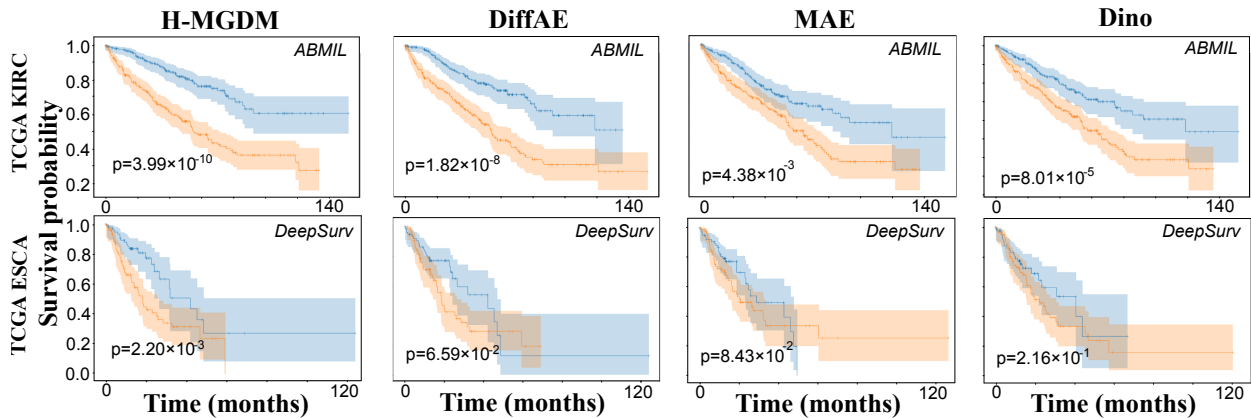 H-MGDM DiffAE MAE Dino
TCGA KIRC
TCGA ESCA
Survival probability
1.0
0.8
0.6
0.4
0.2
ABMIL
p=3.99×10⁻¹⁰
0 140
ABMIL
p=1.82×10⁻⁸
0 140
ABMIL
p=4.38×10⁻³
0 140
ABMIL
p=8.01×10⁻⁵
0 140
1.0
0.8
0.6
0.4
0.2
0.0
DeepSurv
p=2.20×10⁻³
0 120
DeepSurv
p=6.59×10⁻²
0 120
DeepSurv
p=8.43×10⁻²
0 120
DeepSurv
p=2.16×10⁻¹
0 120
Time (months) Time (months) Time (months) Time (months)